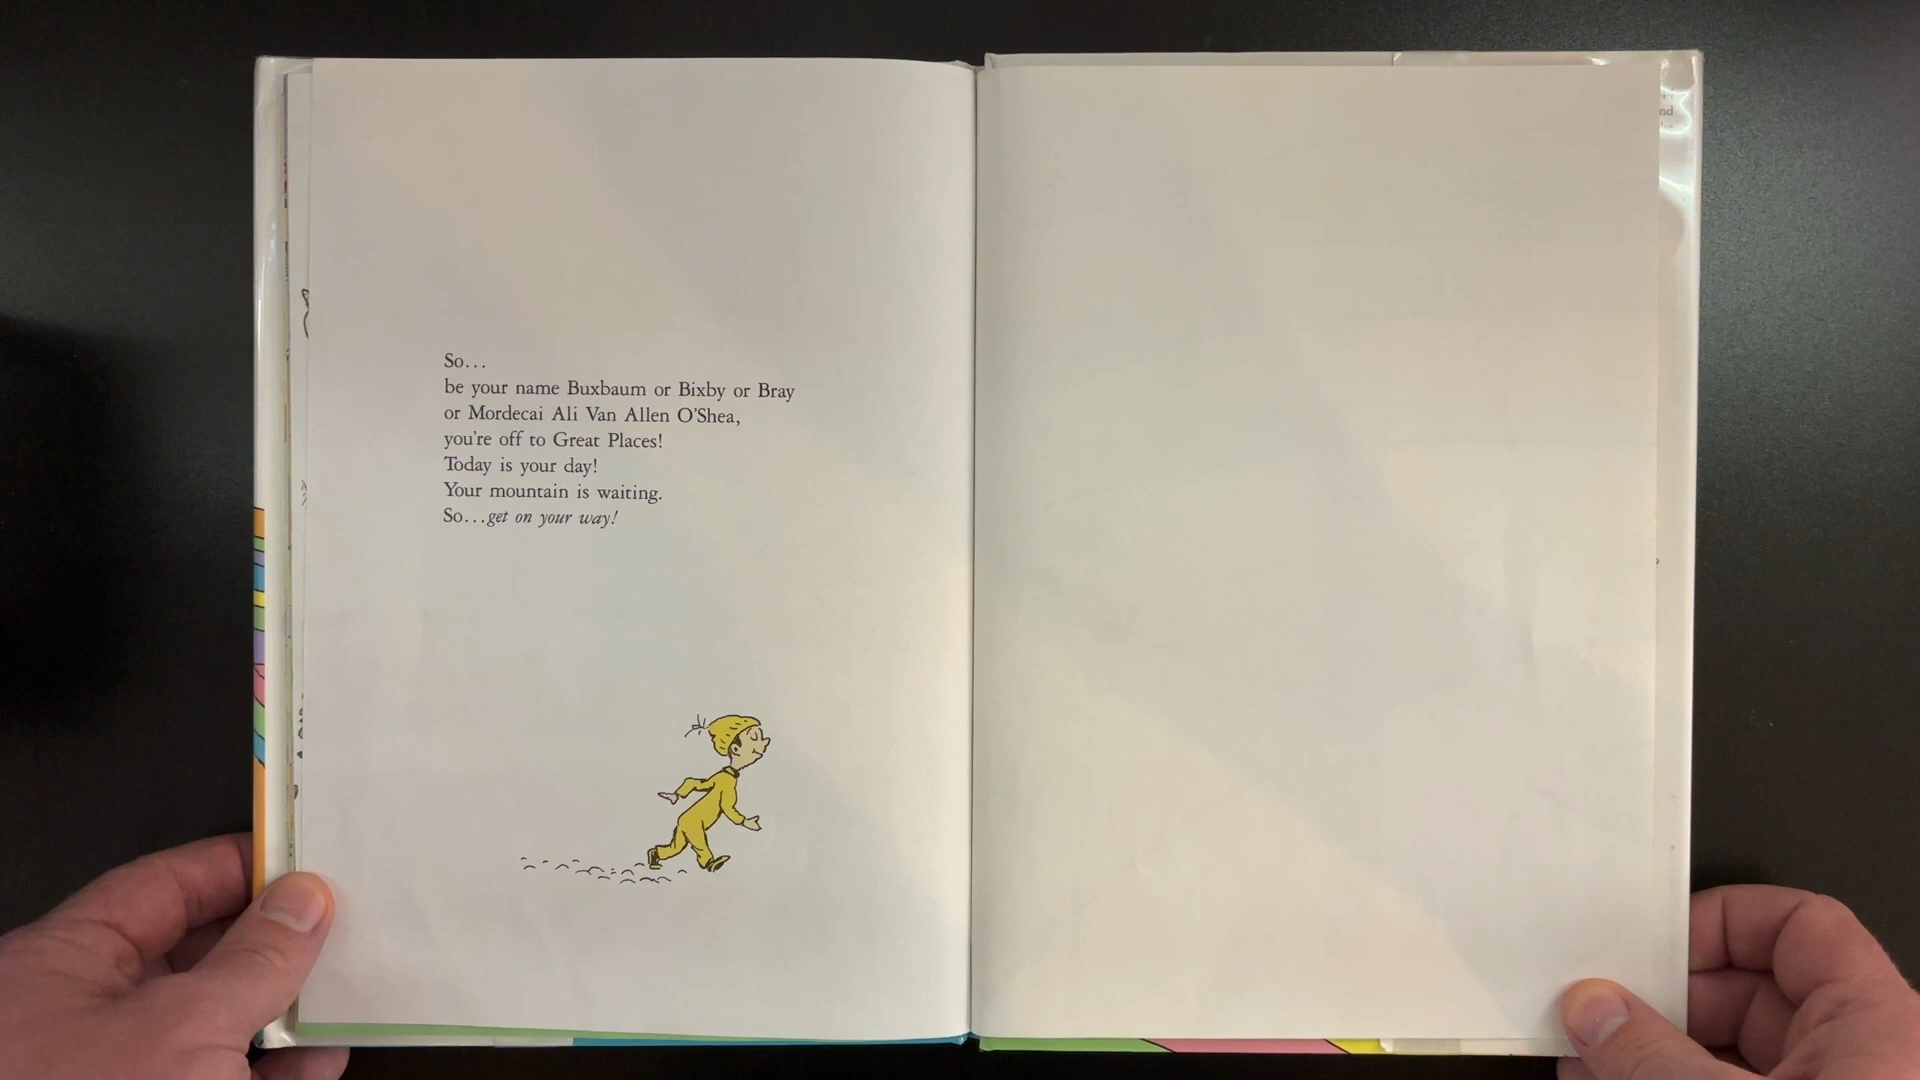 So...
be your name Buxbaum or Bixby or Bray
or Mordecai Ali Van Allen O'Shea,
you're off to Great Places!
Today is your day!
Your mountain is waiting.
So...get on your way!
nd